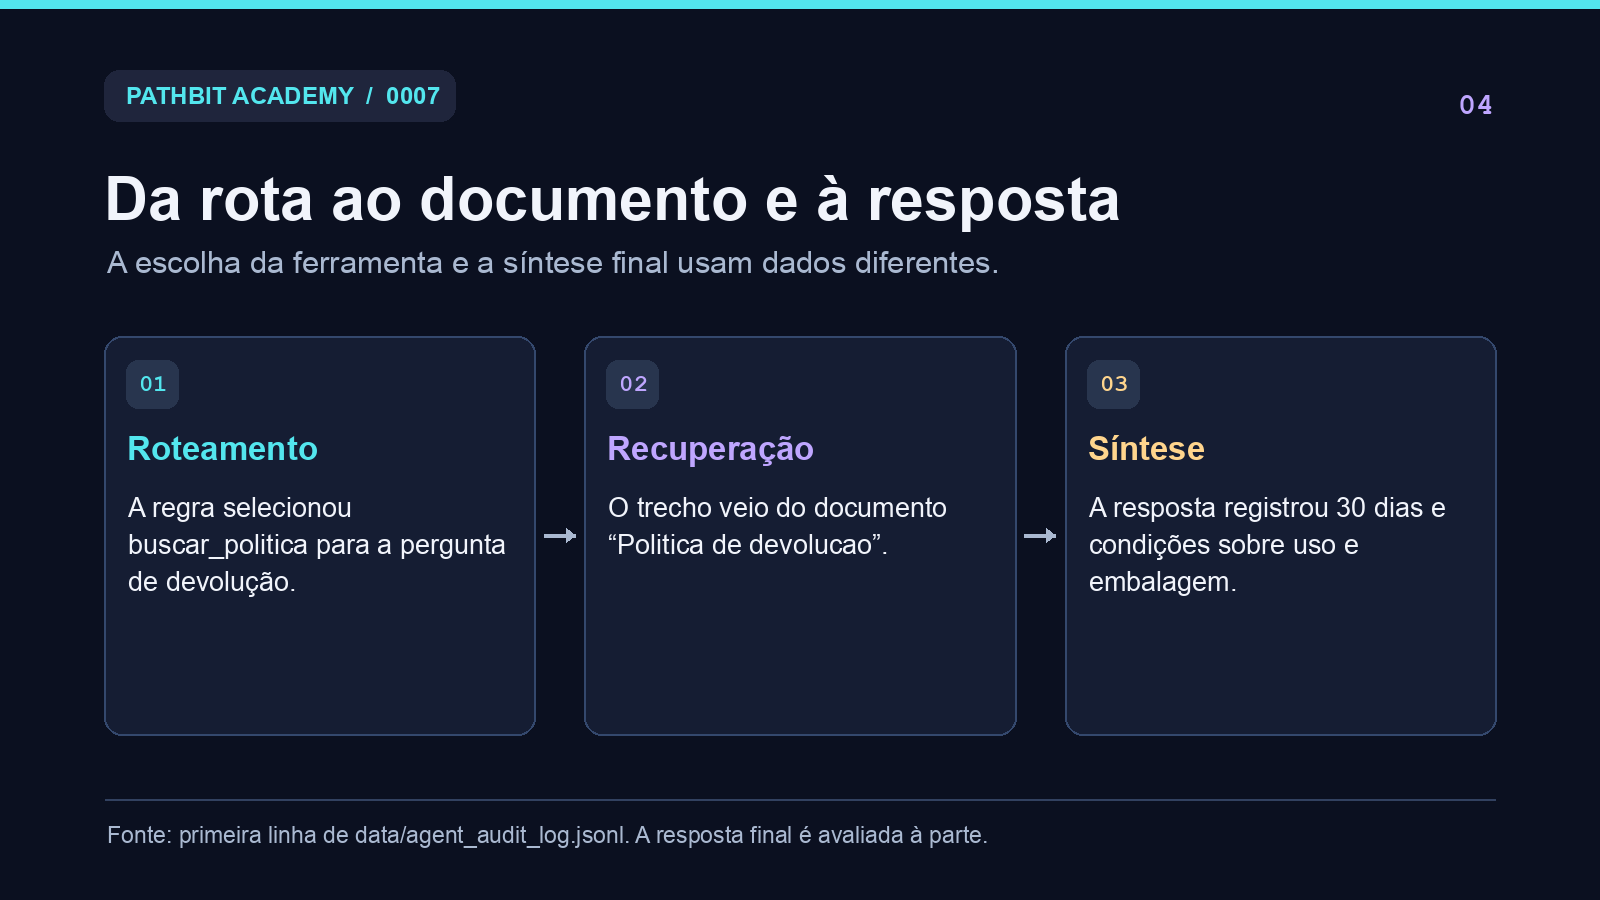 PATHBIT ACADEMY / 0007
04
Da rota ao documento e à resposta
A escolha da ferramenta e a síntese final usam dados diferentes.
01
Roteamento
A regra selecionou
buscar_politica para a pergunta
de devolução.
02
Recuperação
O trecho veio do documento
“Politica de devolucao”.
03
Síntese
A resposta registrou 30 dias e
condições sobre uso e
embalagem.
Fonte: primeira linha de data/agent_audit_log.jsonl. A resposta final é avaliada à parte.